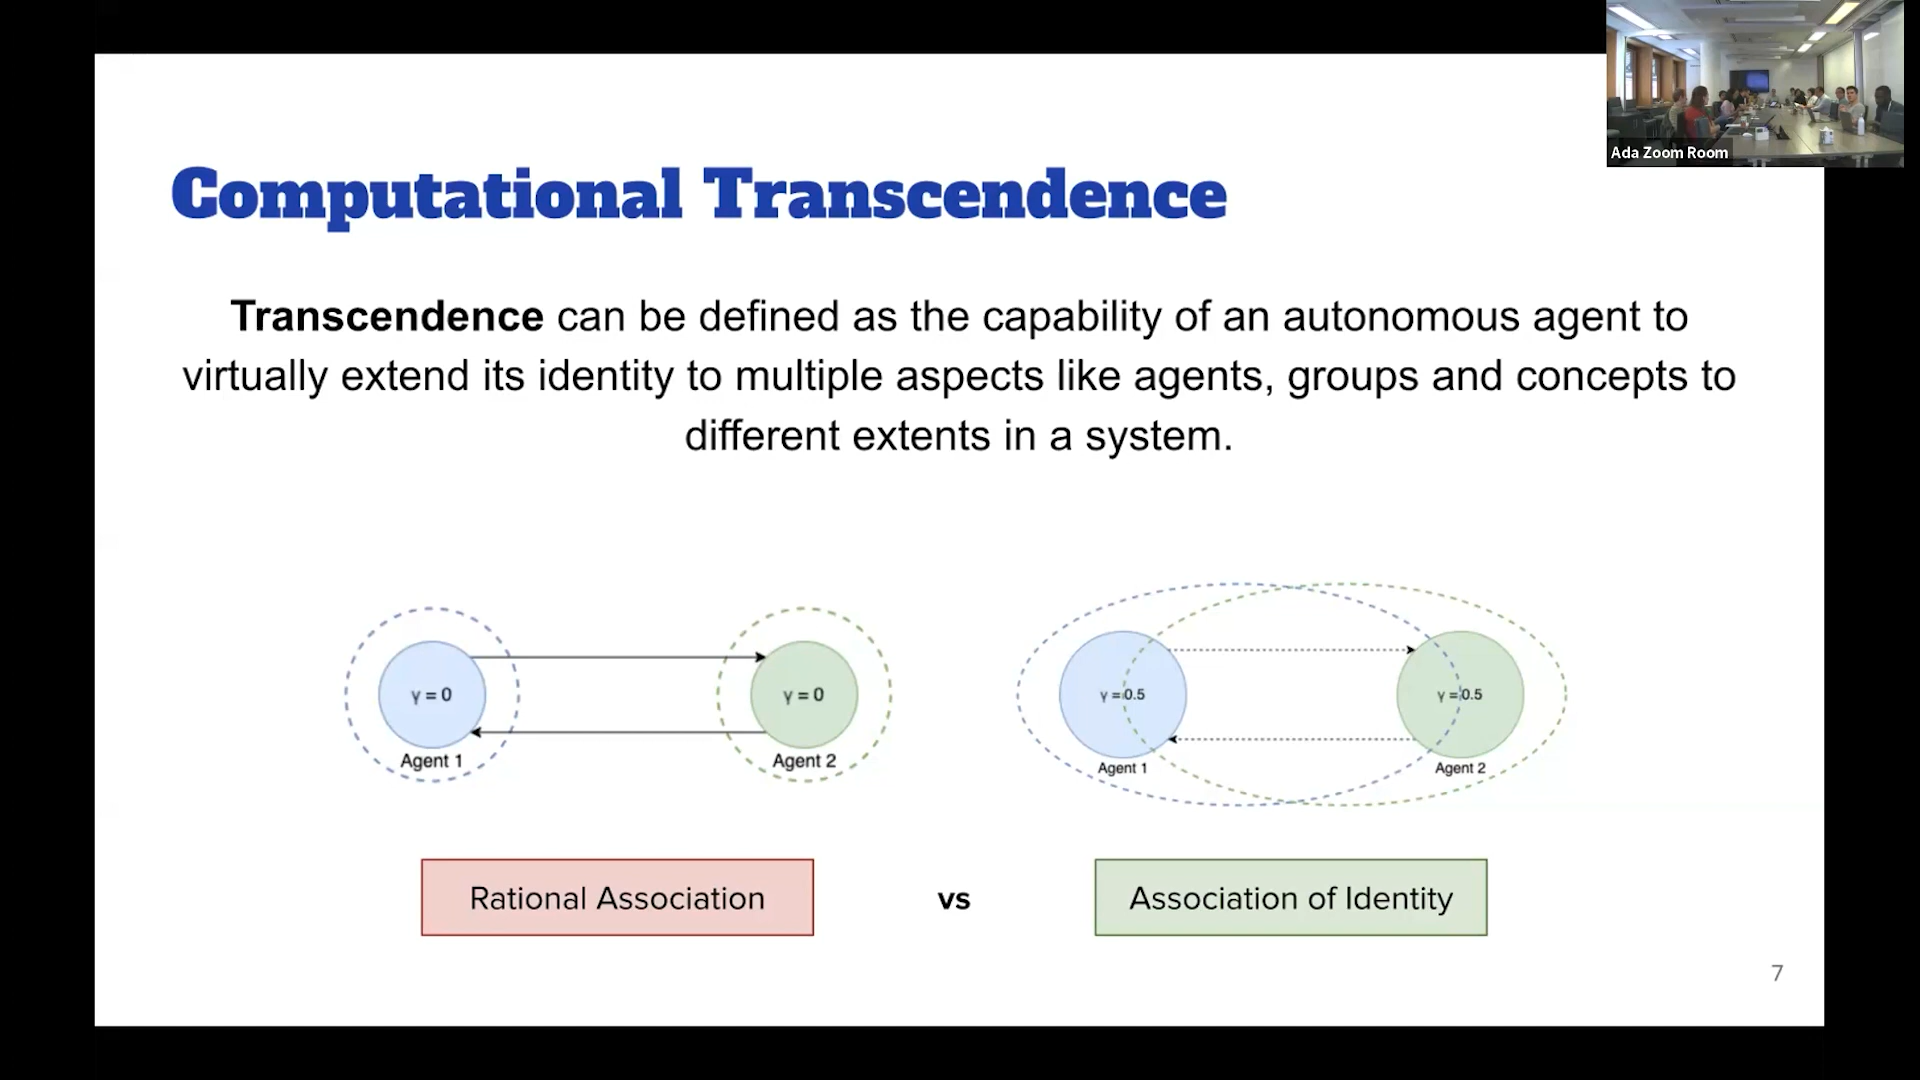 Ada Zoom Room
Computational Transcendence
Transcendence can be defined as the capability of an autonomous agent to
virtually extend its identity to multiple aspects like agents, groups and concepts to
different extents in a system.
γ = 0
Agent 1
γ = 0
Agent 2
γ = 0.5
Agent 1
γ = 0.5
Agent 2
Rational Association
vs
Association of Identity
7